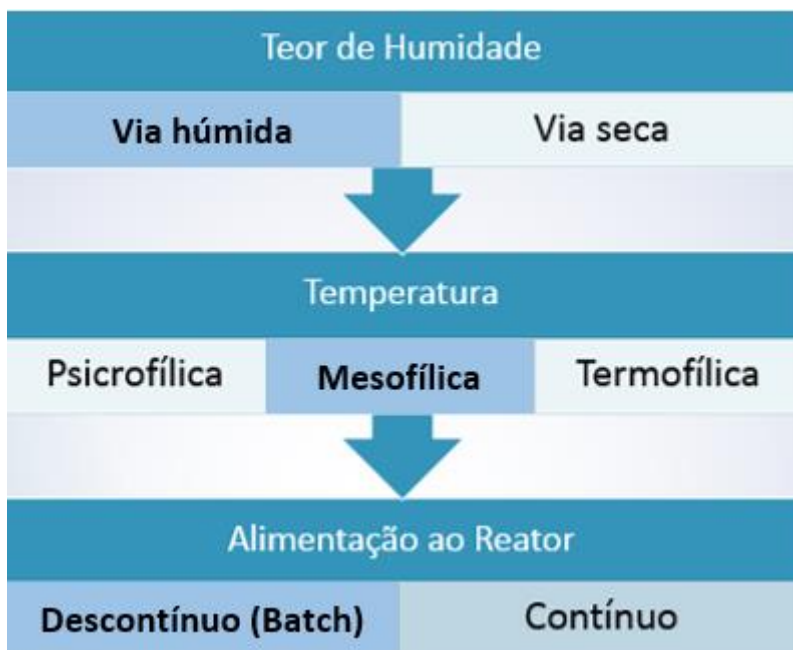 Teor de Humidade
Via húmida Via seca
Temperatura
Psicrofílica Mesofílica Termofílica
Alimentação ao Reator
Descontínuo (Batch) Contínuo